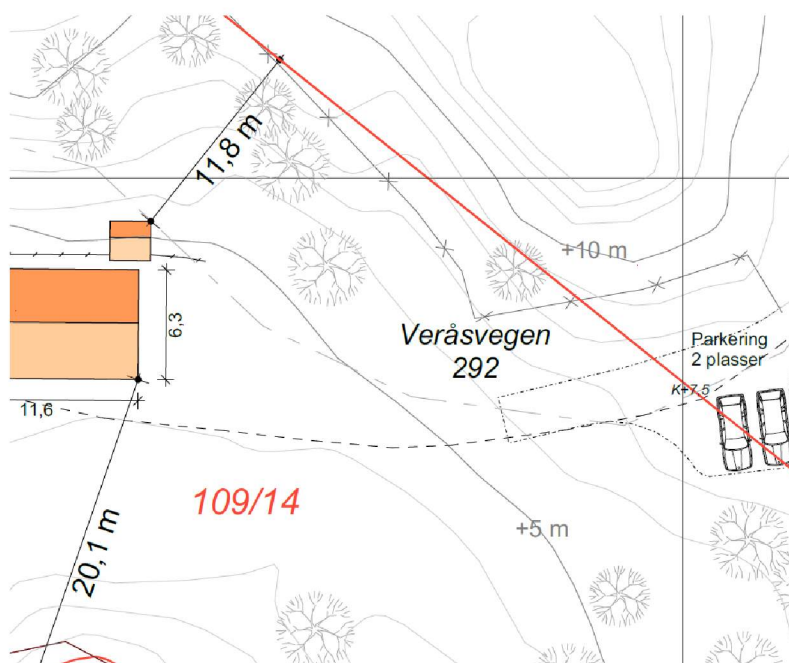 11,8 m
+10 m
6,3
Veråsvegen
292
Parkering
2 plasser
K+7,5
11,6
109/14
+5 m
20,1 m